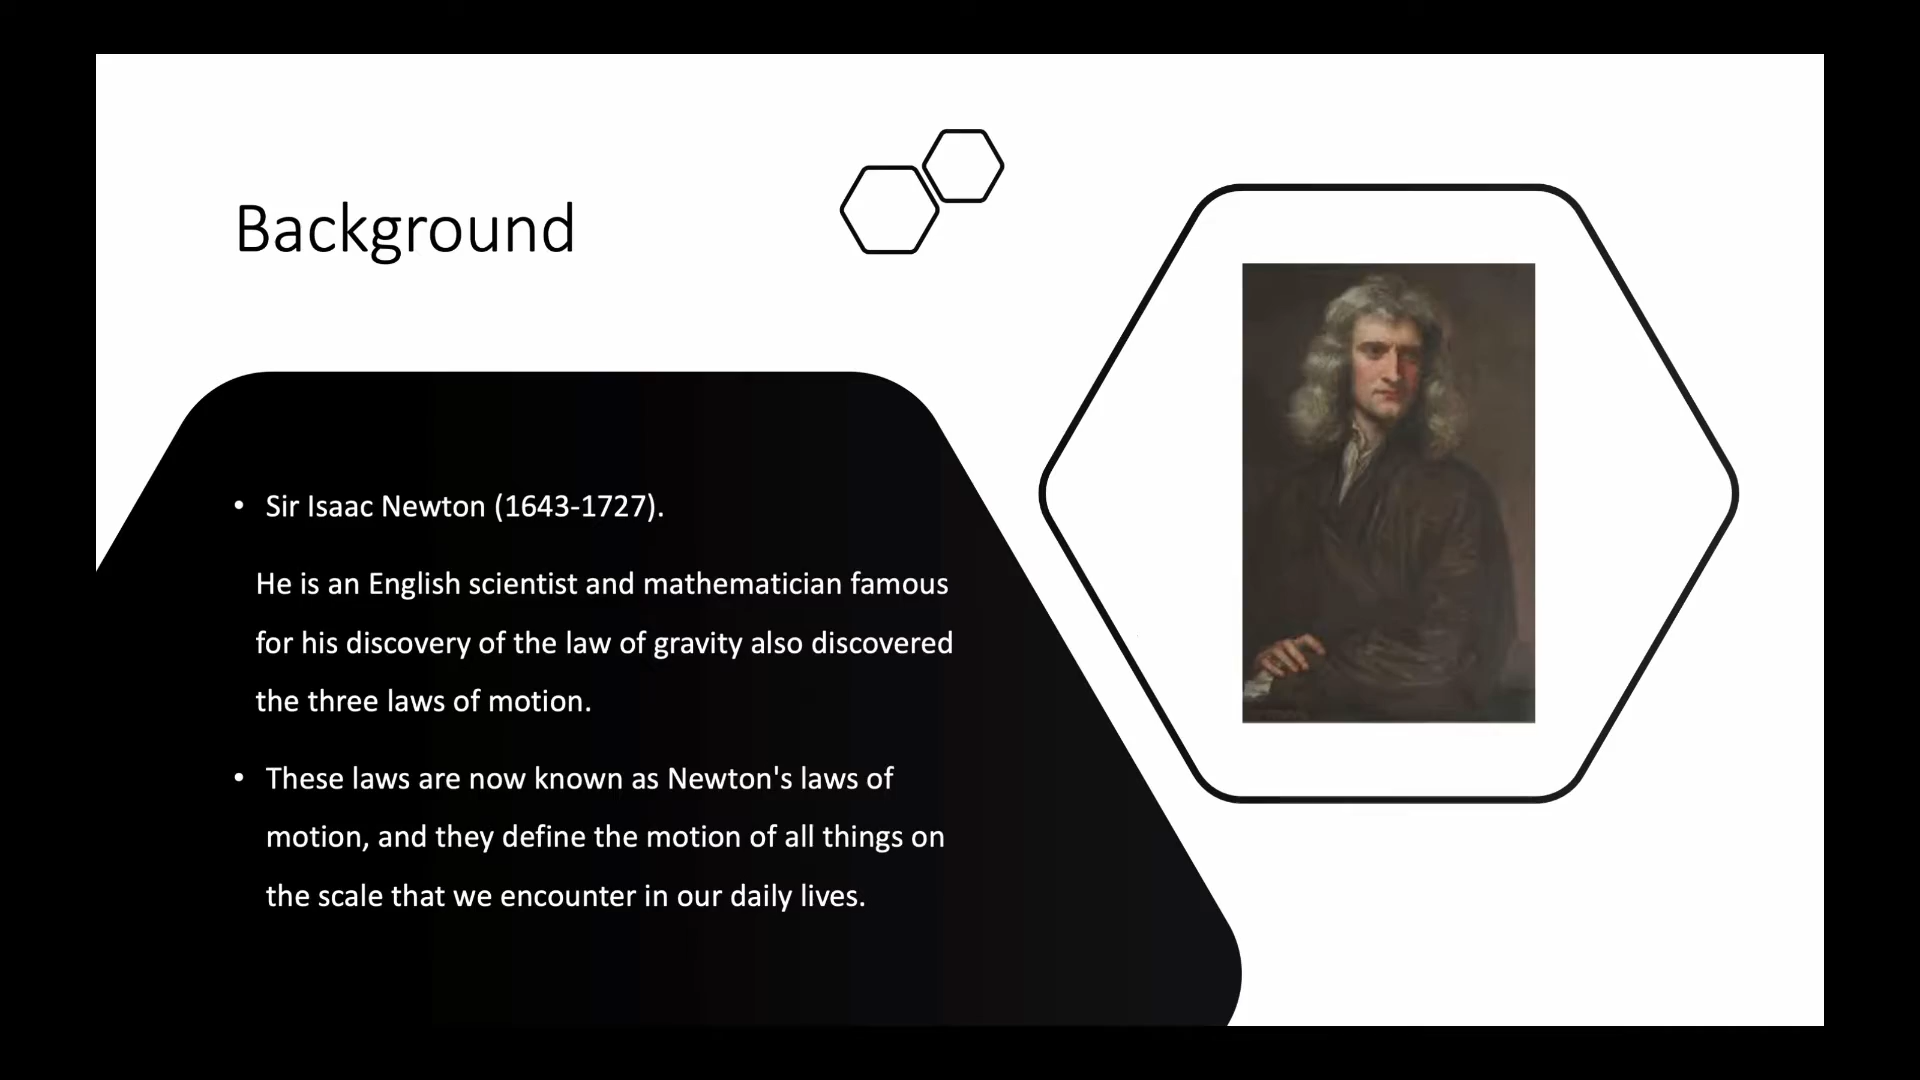 Background
• Sir Isaac Newton (1643-1727).
He is an English scientist and mathematician famous
for his discovery of the law of gravity also discovered
the three laws of motion.
• These laws are now known as Newton's laws of
motion, and they define the motion of all things on
the scale that we encounter in our daily lives.